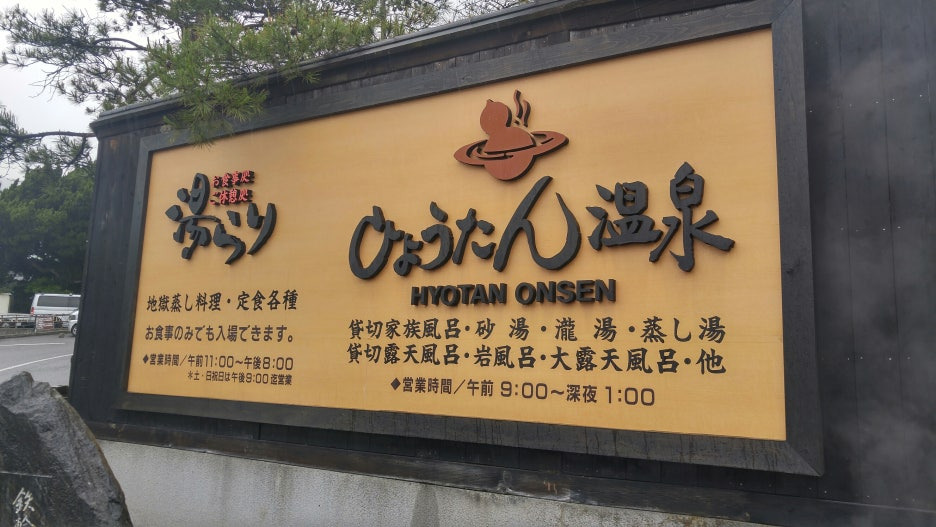 お食事処
ご休憩処
湯らり
地獄蒸し料理・定食各種
お食事のみでも入場できます。
◆営業時間／午前11:00〜午後8:00
＊土・日祝日は午後9:00 迄営業
ひょうたん温泉
HYOTAN ONSEN
貸切家族風呂・砂湯・瀧湯・蒸し湯
貸切露天風呂・岩風呂・大露天風呂・他
◆営業時間／午前 9:00〜深夜 1:00
鉄輪